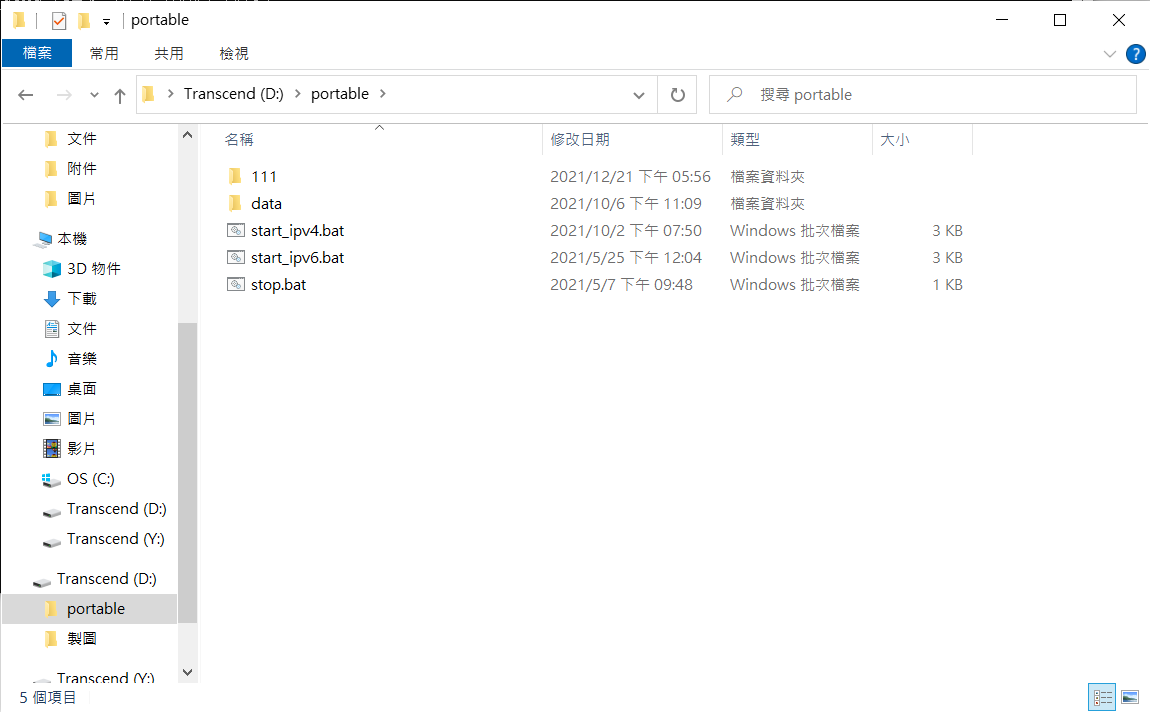 portable
檔案 常用 共用 檢視
Transcend (D:) portable 搜尋 portable
文件
附件
圖片
本機
3D 物件
下載
文件
音樂
桌面
圖片
影片
OS (C:)
Transcend (D:)
Transcend (Y:)
Transcend (D:)
portable
製圖
Transcend (Y:)
名稱 修改日期 類型 大小
111 2021/12/21 下午 05:56 檔案資料夾
data 2021/10/6 下午 11:09 檔案資料夾
start_ipv4.bat 2021/10/2 下午 07:50 Windows 批次檔案 3 KB
start_ipv6.bat 2021/5/25 下午 12:04 Windows 批次檔案 3 KB
stop.bat 2021/5/7 下午 09:48 Windows 批次檔案 1 KB
5 個項目